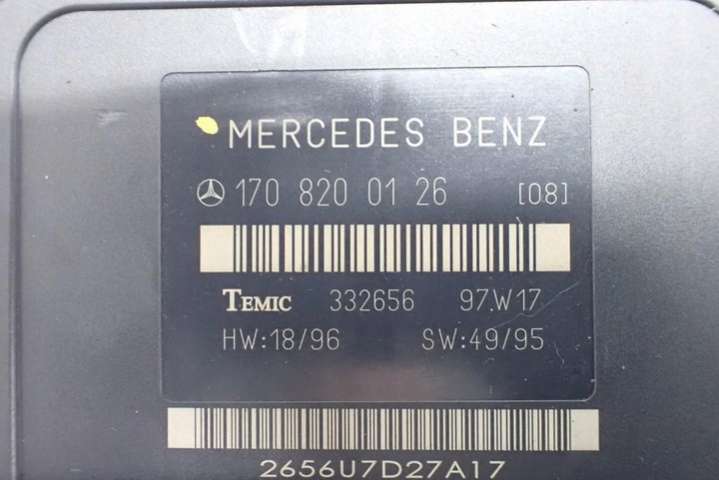 MERCEDES BENZ
170 820 01 26 [08]
TEMIC 332656 97.W17
HW:18/96 SW:49/95
2656U7D27A17